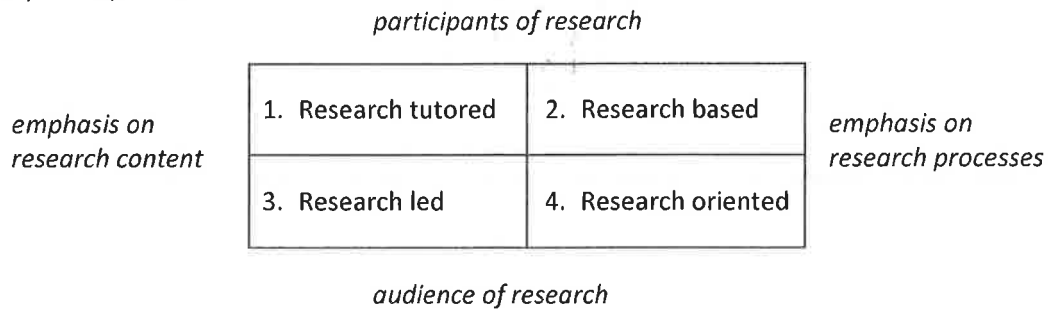 participants of research
emphasis on
research content
1. Research tutored
2. Research based
emphasis on
research processes
3. Research led
4. Research oriented
audience of research